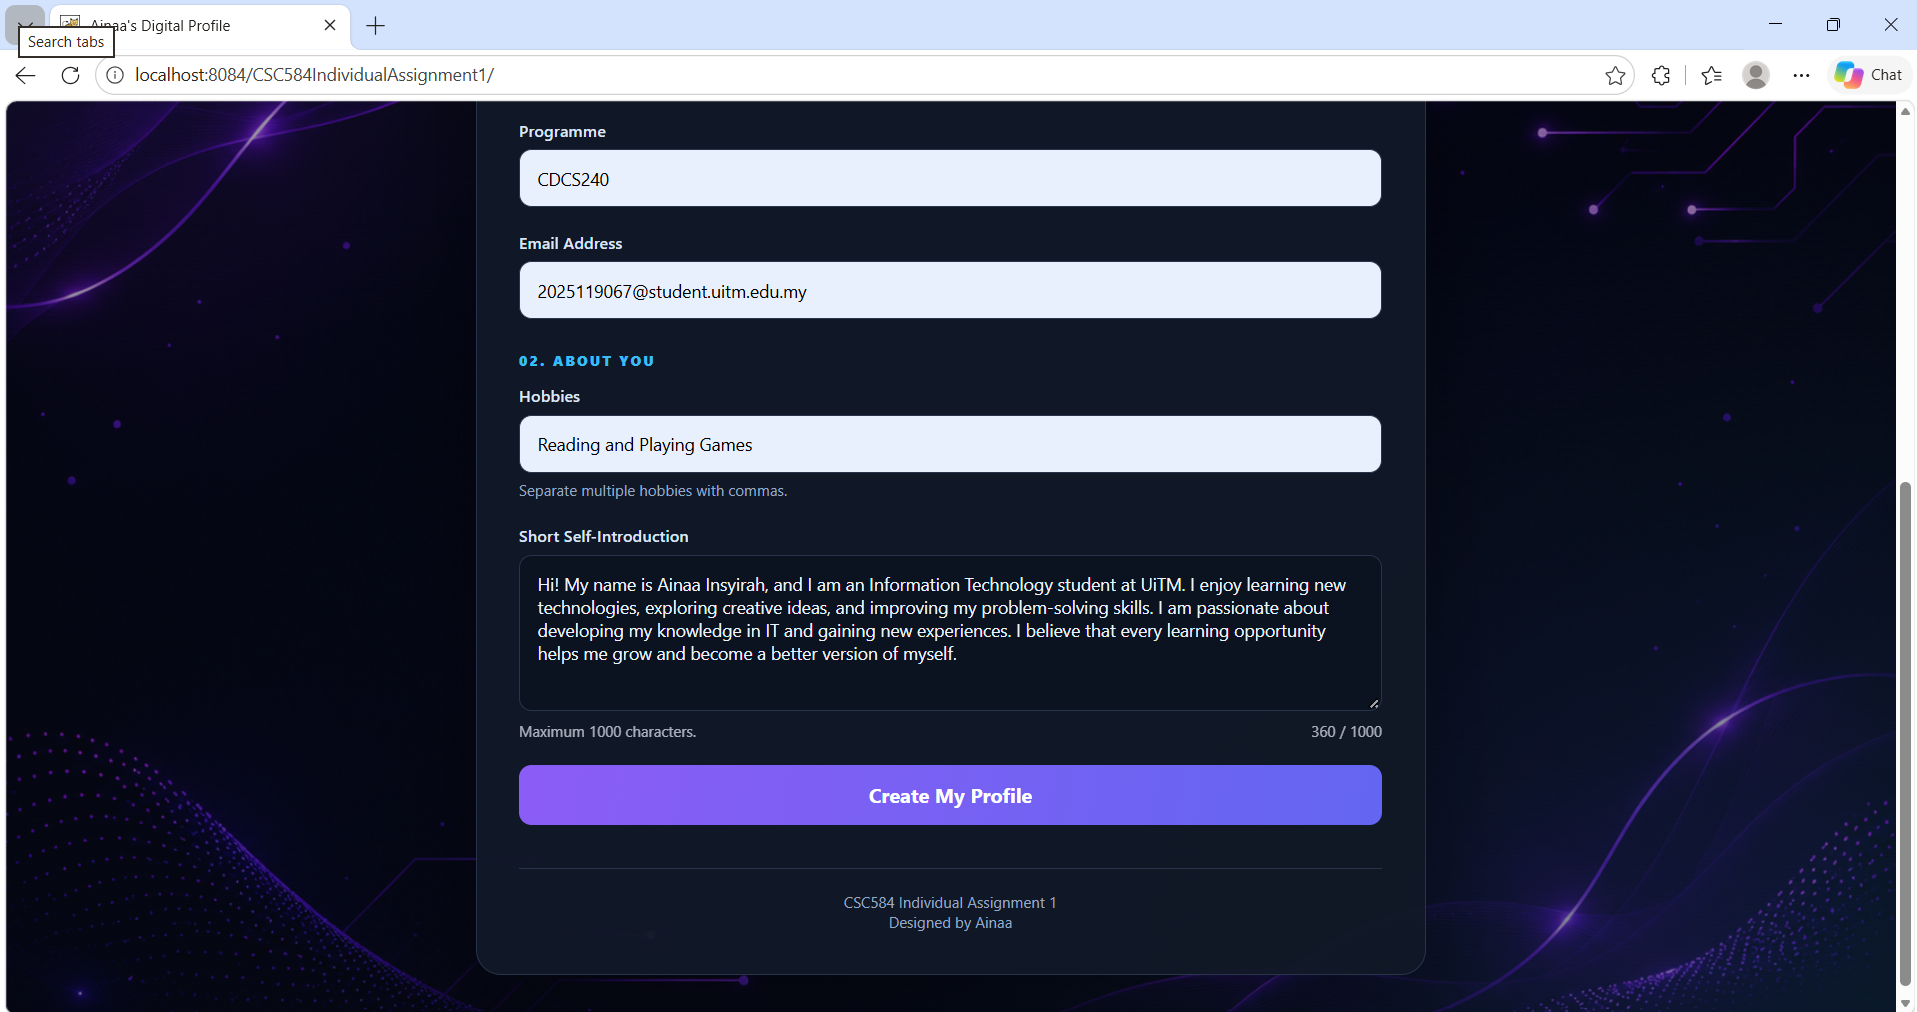 Ainaa's Digital Profile
Search tabs
localhost:8084/CSC584IndividualAssignment1/
Chat
Programme
CDCS240
Email Address
2025119067@student.uitm.edu.my
02. ABOUT YOU
Hobbies
Reading and Playing Games
Separate multiple hobbies with commas.
Short Self-Introduction
Hi! My name is Ainaa Insyirah, and I am an Information Technology student at UiTM. I enjoy learning new
technologies, exploring creative ideas, and improving my problem-solving skills. I am passionate about
developing my knowledge in IT and gaining new experiences. I believe that every learning opportunity
helps me grow and become a better version of myself.
Maximum 1000 characters.
360 / 1000
Create My Profile
CSC584 Individual Assignment 1
Designed by Ainaa